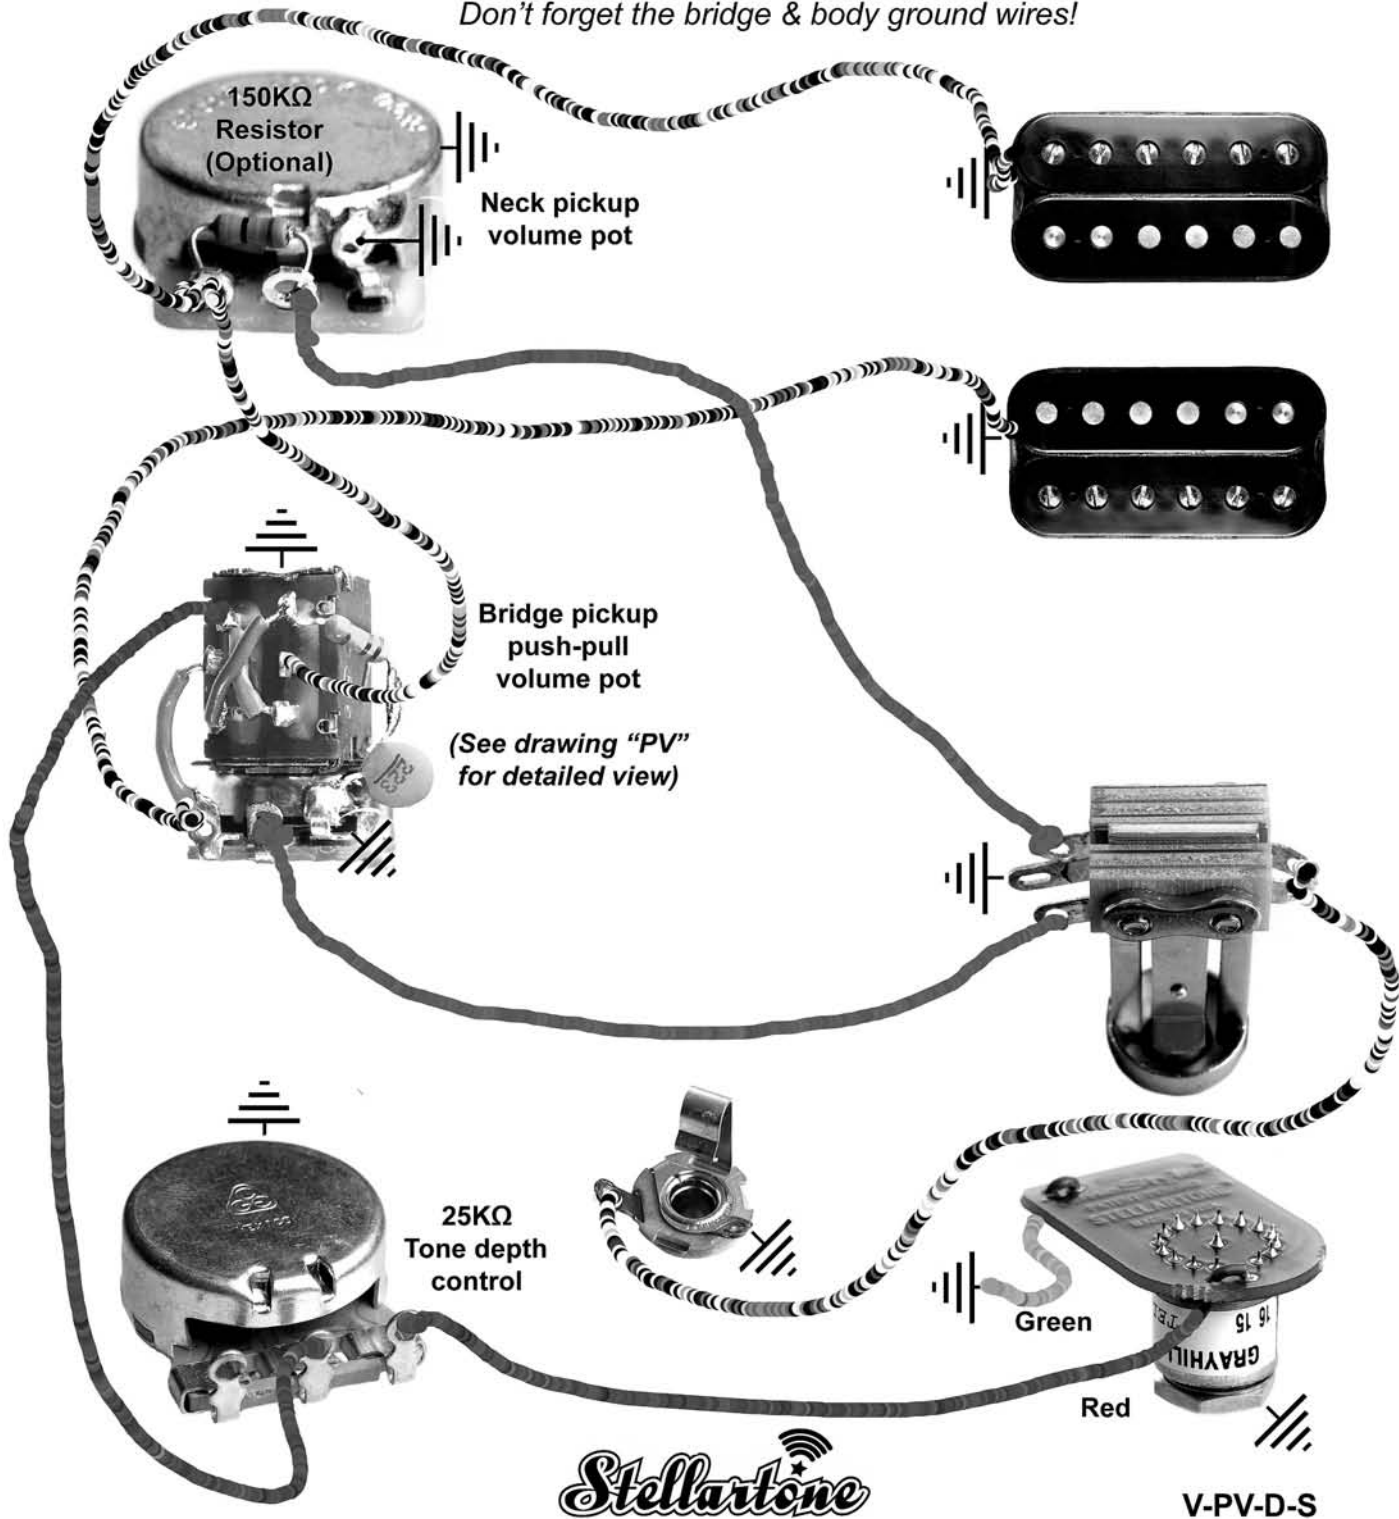 Don't forget the bridge & body ground wires!
150KΩ
Resistor
(Optional)
Neck pickup
volume pot
Bridge pickup
push-pull
volume pot
(See drawing "PV"
for detailed view)
25KΩ
Tone depth
control
Green
16 15
GRAYHILL
Red
Stellartone
V-PV-D-S